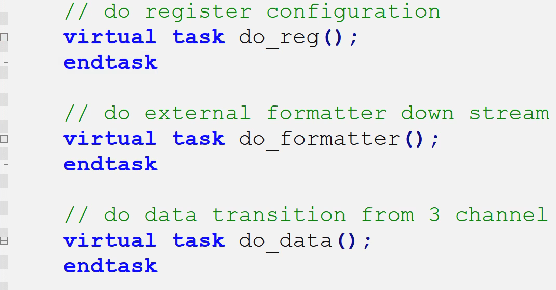 // do register configuration
virtual task do_reg();
endtask
// do external formatter down stream
virtual task do_formatter();
endtask
// do data transition from 3 channel
virtual task do_data();
endtask